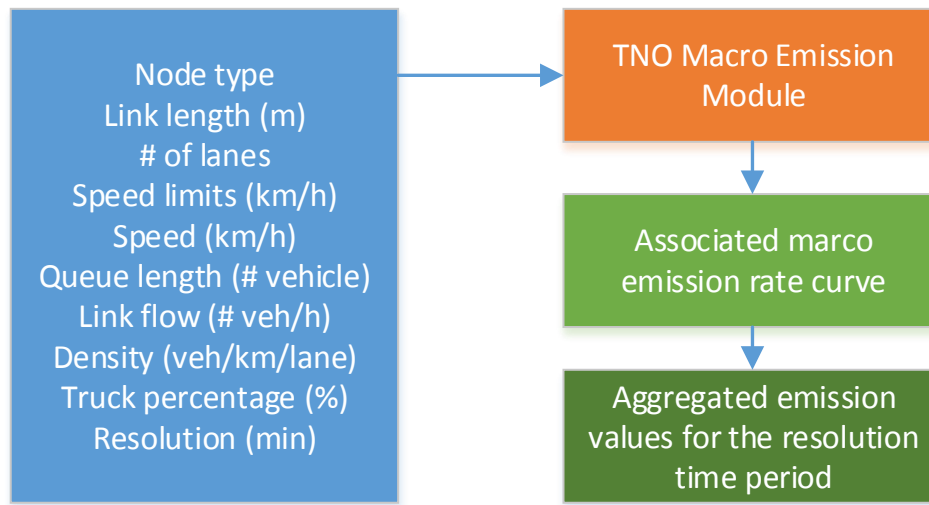 Node type
Link length (m)
# of lanes
Speed limits (km/h)
Speed (km/h)
Queue length (# vehicle)
Link flow (# veh/h)
Density (veh/km/lane)
Truck percentage (%)
Resolution (min)
TNO Macro Emission
Module
Associated marco
emission rate curve
Aggregated emission
values for the resolution
time period